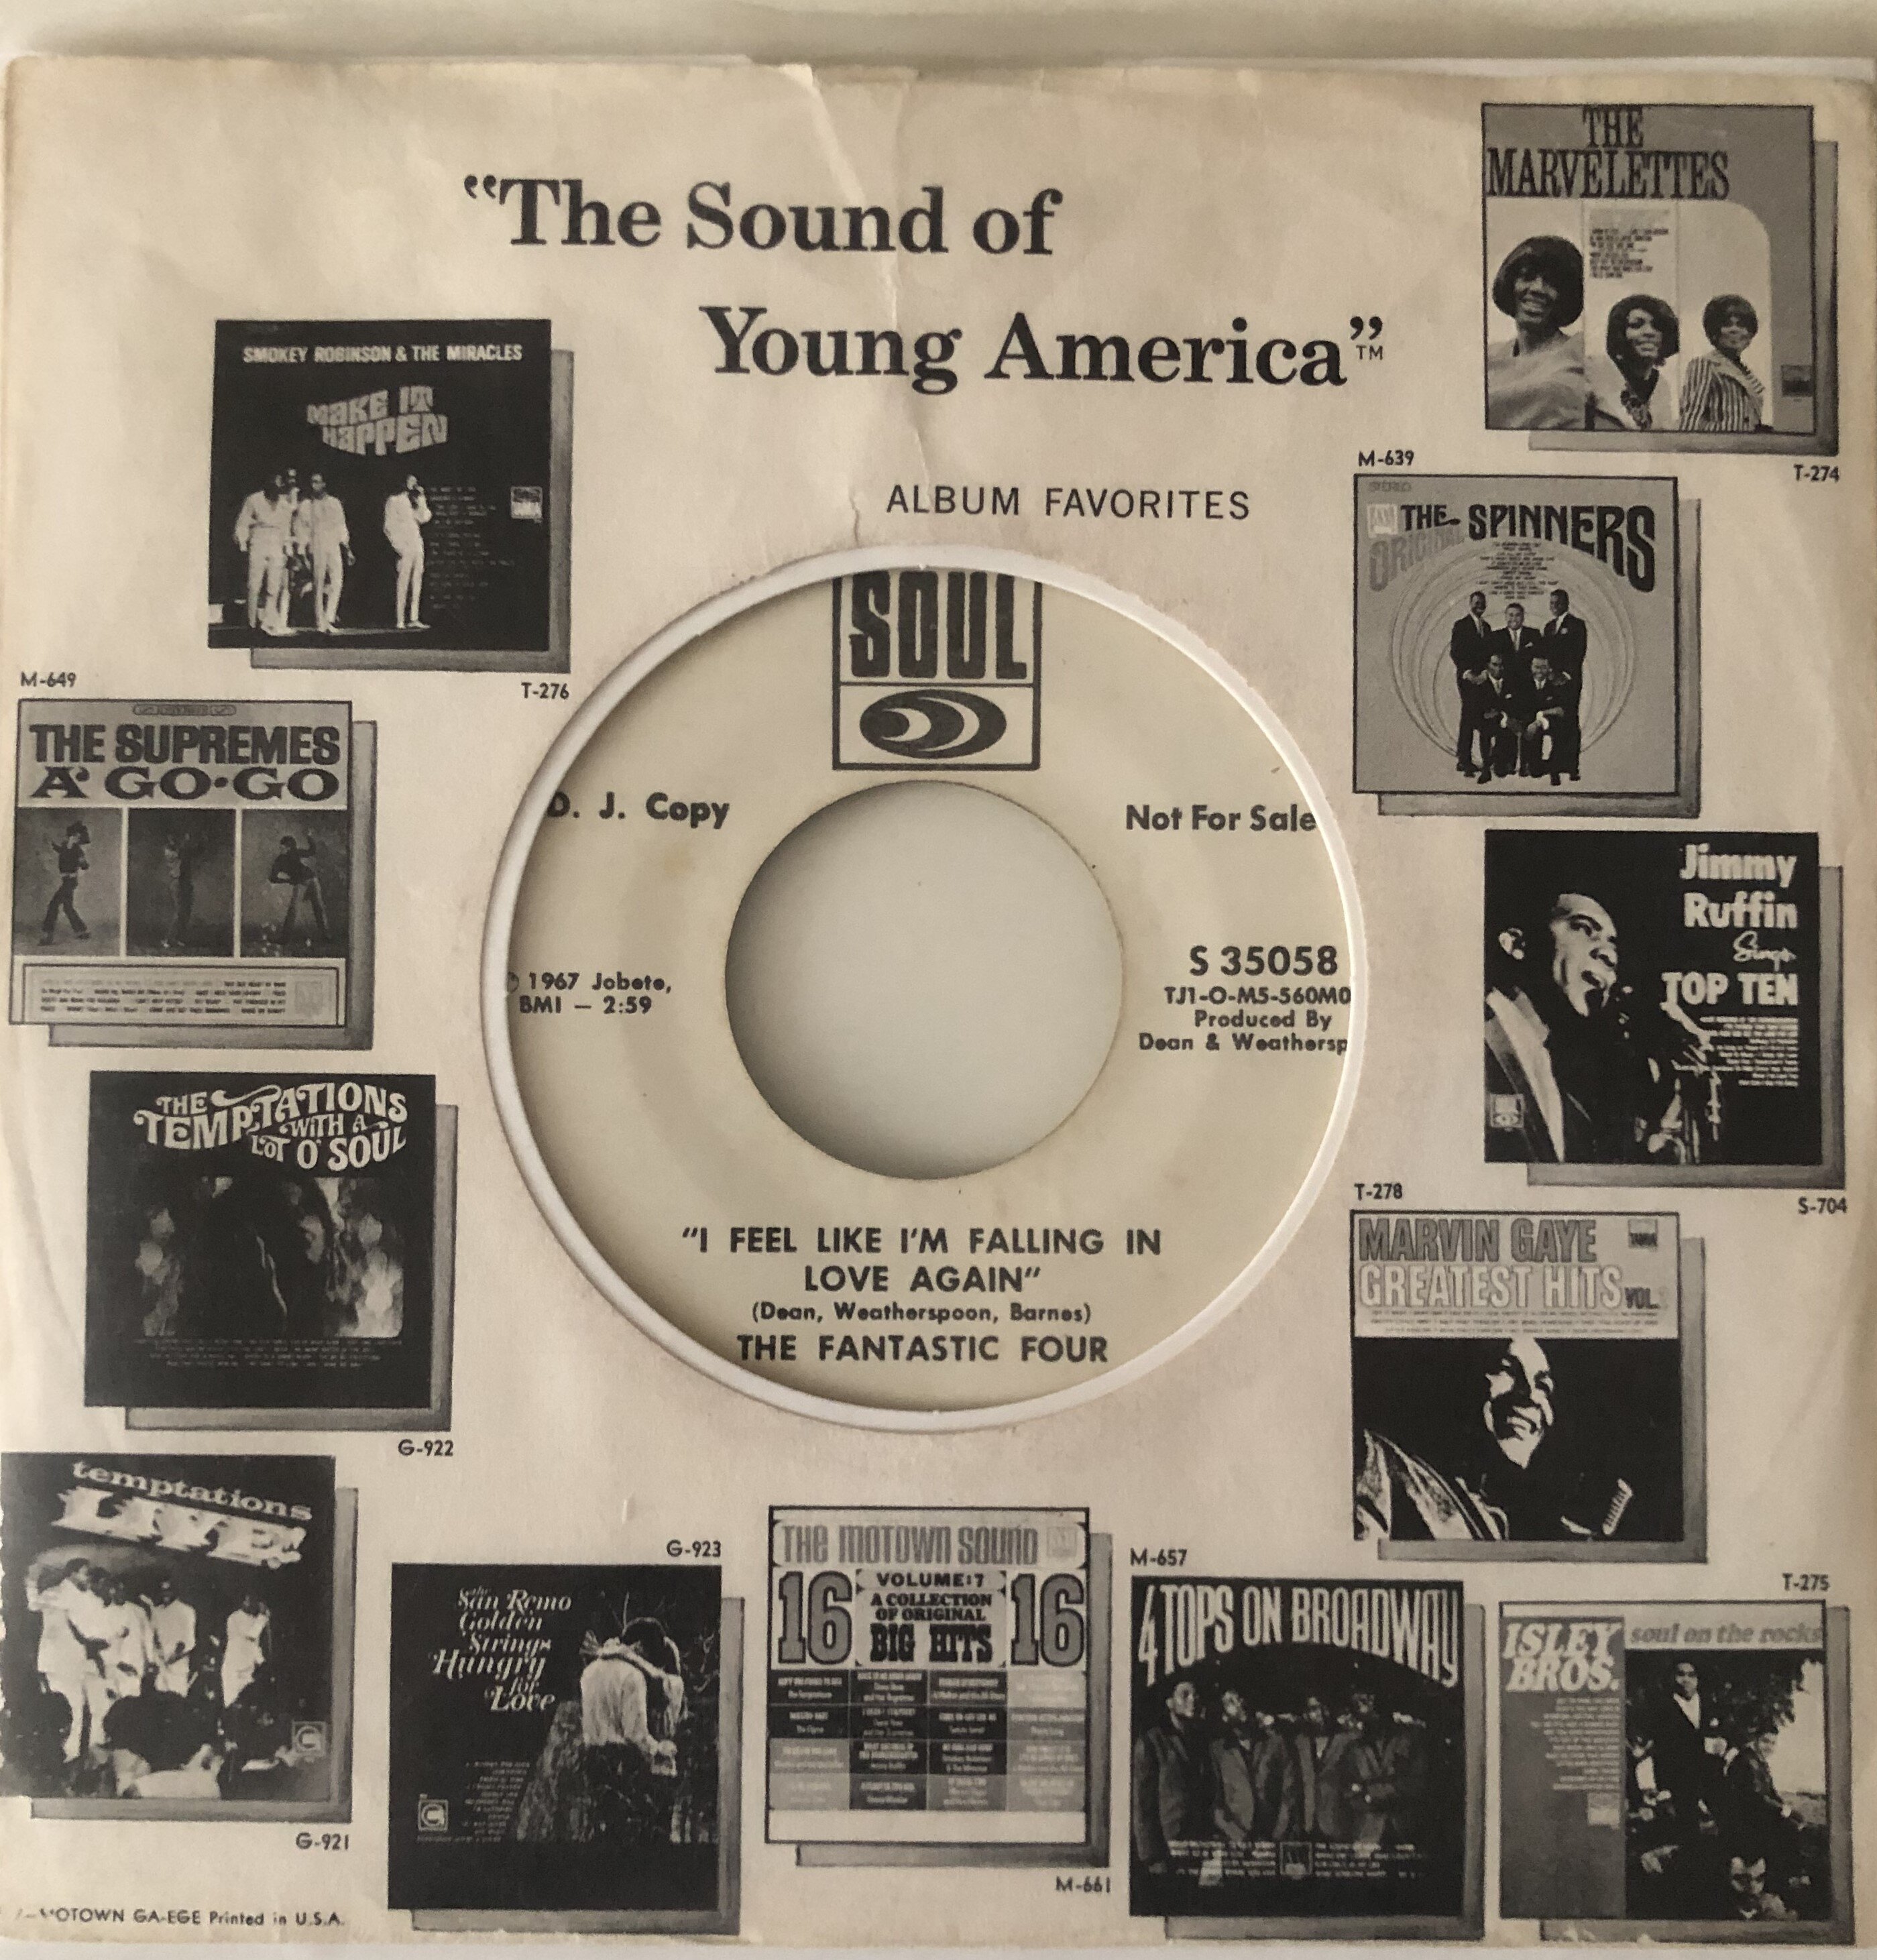 “The Sound of
Young America”™
ALBUM FAVORITES
THE
MARVELETTES
T-274
SMOKEY ROBINSON & THE MIRACLES
MAKE IT
HAPPEN
T-276
M-639
STEREO
THE
ORIGINAL SPINNERS
M-649
THE SUPREMES
A' GO•GO
SOUL
D. J. Copy
Not For Sale
1967 Jobete,
BMI — 2:59
S 35058
TJ1-O-M5-560M0
Produced By
Dean & Weathersp
"I FEEL LIKE I'M FALLING IN
LOVE AGAIN"
(Dean, Weatherspoon, Barnes)
THE FANTASTIC FOUR
Jimmy
Ruffin
Sings
TOP TEN
S-704
THE
TEMPTATIONS
WITH A
LOT O' SOUL
G-922
T-278
MARVIN GAYE
GREATEST HITS VOL.
temptations
LIVE!
G-921
G-923
the
San Remo
Golden
Strings
Hungry
for
Love
THE MOTOWN SOUND
16 VOLUME:7 16
A COLLECTION
OF ORIGINAL
BIG HITS
M-661
M-657
4 TOPS ON BROADWAY
T-275
ISLEY
BROS.
soul on the rocks
MOTOWN GA-EGE Printed in U.S.A.